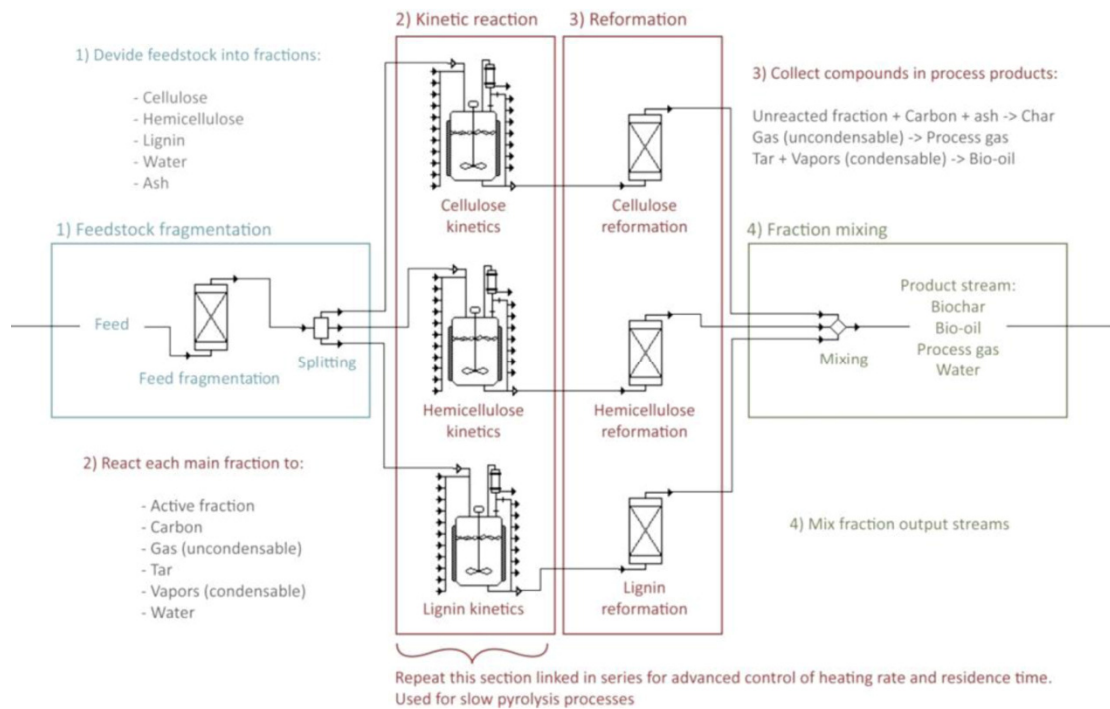 2) Kinetic reaction
3) Reformation
1) Devide feedstock into fractions:
- Cellulose
- Hemicellulose
- Lignin
- Water
- Ash
3) Collect compounds in process products:
Unreacted fraction + Carbon + ash -> Char
Gas (uncondensable) -> Process gas
Tar + Vapors (condensable) -> Bio-oil
Cellulose
kinetics
Cellulose
reformation
1) Feedstock fragmentation
4) Fraction mixing
Feed
Feed fragmentation
Splitting
Hemicellulose
kinetics
Hemicellulose
reformation
Mixing
Product stream:
Biochar
Bio-oil
Process gas
Water
2) React each main fraction to:
- Active fraction
- Carbon
- Gas (uncondensable)
- Tar
- Vapors (condensable)
- Water
Lignin kinetics
Lignin
reformation
4) Mix fraction output streams
Repeat this section linked in series for advanced control of heating rate and residence time.
Used for slow pyrolysis processes